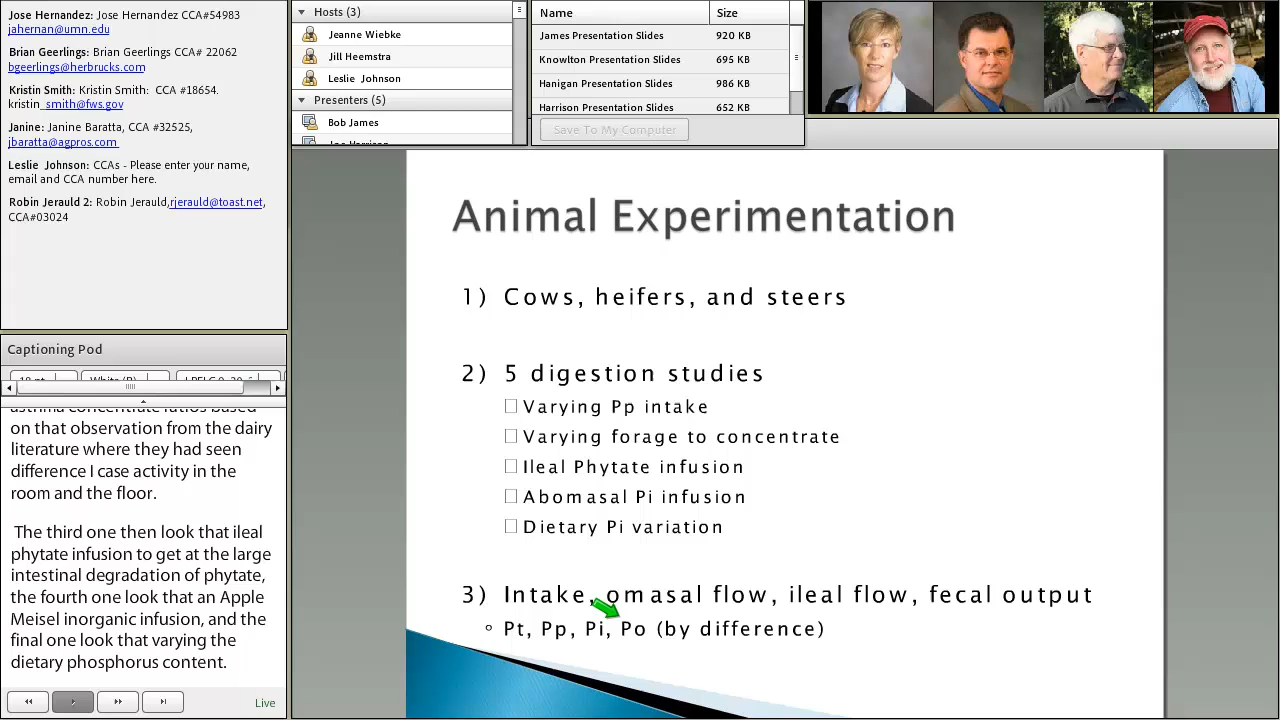 Jose Hernandez: Jose Hernandez CCA#54983
jahernan@umn.edu
Brian Geerlings: Brian Geerlings CCA# 22062
bgeerlings@herbrucks.com
Kristin Smith: Kristin Smith: CCA #18654.
kristin_smith@fws.gov
Janine: Janine Baratta, CCA #32525,
jbaratta@agpros.com
Leslie Johnson: CCAs - Please enter your name,
email and CCA number here.
Robin Jerauld 2: Robin Jerauld,rjerauld@toast.net,
CCA#03024
Captioning Pod
on that observation from the dairy
literature where they had seen
difference I case activity in the
room and the floor.
The third one then look that ileal
phytate infusion to get at the large
intestinal degradation of phytate,
the fourth one look that an Apple
Meisel inorganic infusion, and the
final one look that varying the
dietary phosphorus content.
Live
Hosts (3)
Jeanne Wiebke
Jill Heemstra
Leslie Johnson
Presenters (5)
Bob James
Name Size
James Presentation Slides 920 KB
Knowlton Presentation Slides 695 KB
Hanigan Presentation Slides 986 KB
Harrison Presentation Slides 652 KB
Save To My Computer
Animal Experimentation
1) Cows, heifers, and steers
2) 5 digestion studies
Varying Pp intake
Varying forage to concentrate
Ileal Phytate infusion
Abomasal Pi infusion
Dietary Pi variation
3) Intake, omasal flow, ileal flow, fecal output
Pt, Pp, Pi, Po (by difference)